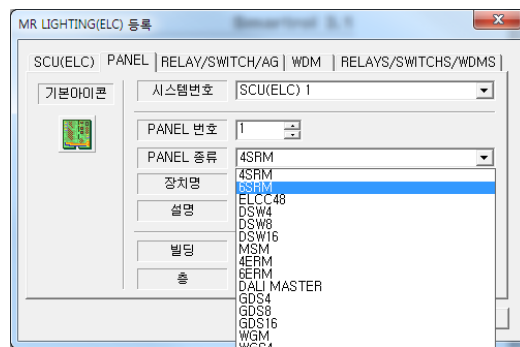 MR LIGHTING(ELC) 등록
SCU(ELC) PANEL RELAY/SWITCH/AG WDM RELAYS/SWITCHS/WDMS
기본아이콘
시스템번호 SCU(ELC) 1
PANEL 번호 1
PANEL 종류 4SRM
장치명
설명
빌딩
층
4SRM
6SRM
ELCC48
DSW4
DSW8
DSW16
MSM
4ERM
6ERM
DALI MASTER
GDS4
GDS8
GDS16
WGM